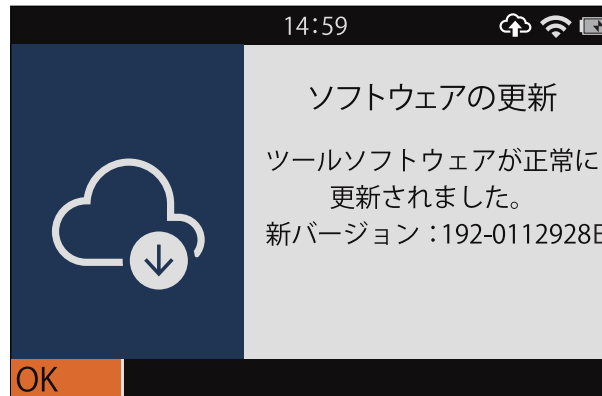 14:59
ソフトウェアの更新
ツールソフトウェアが正常に
更新されました。
新バージョン：192-0112928E
OK